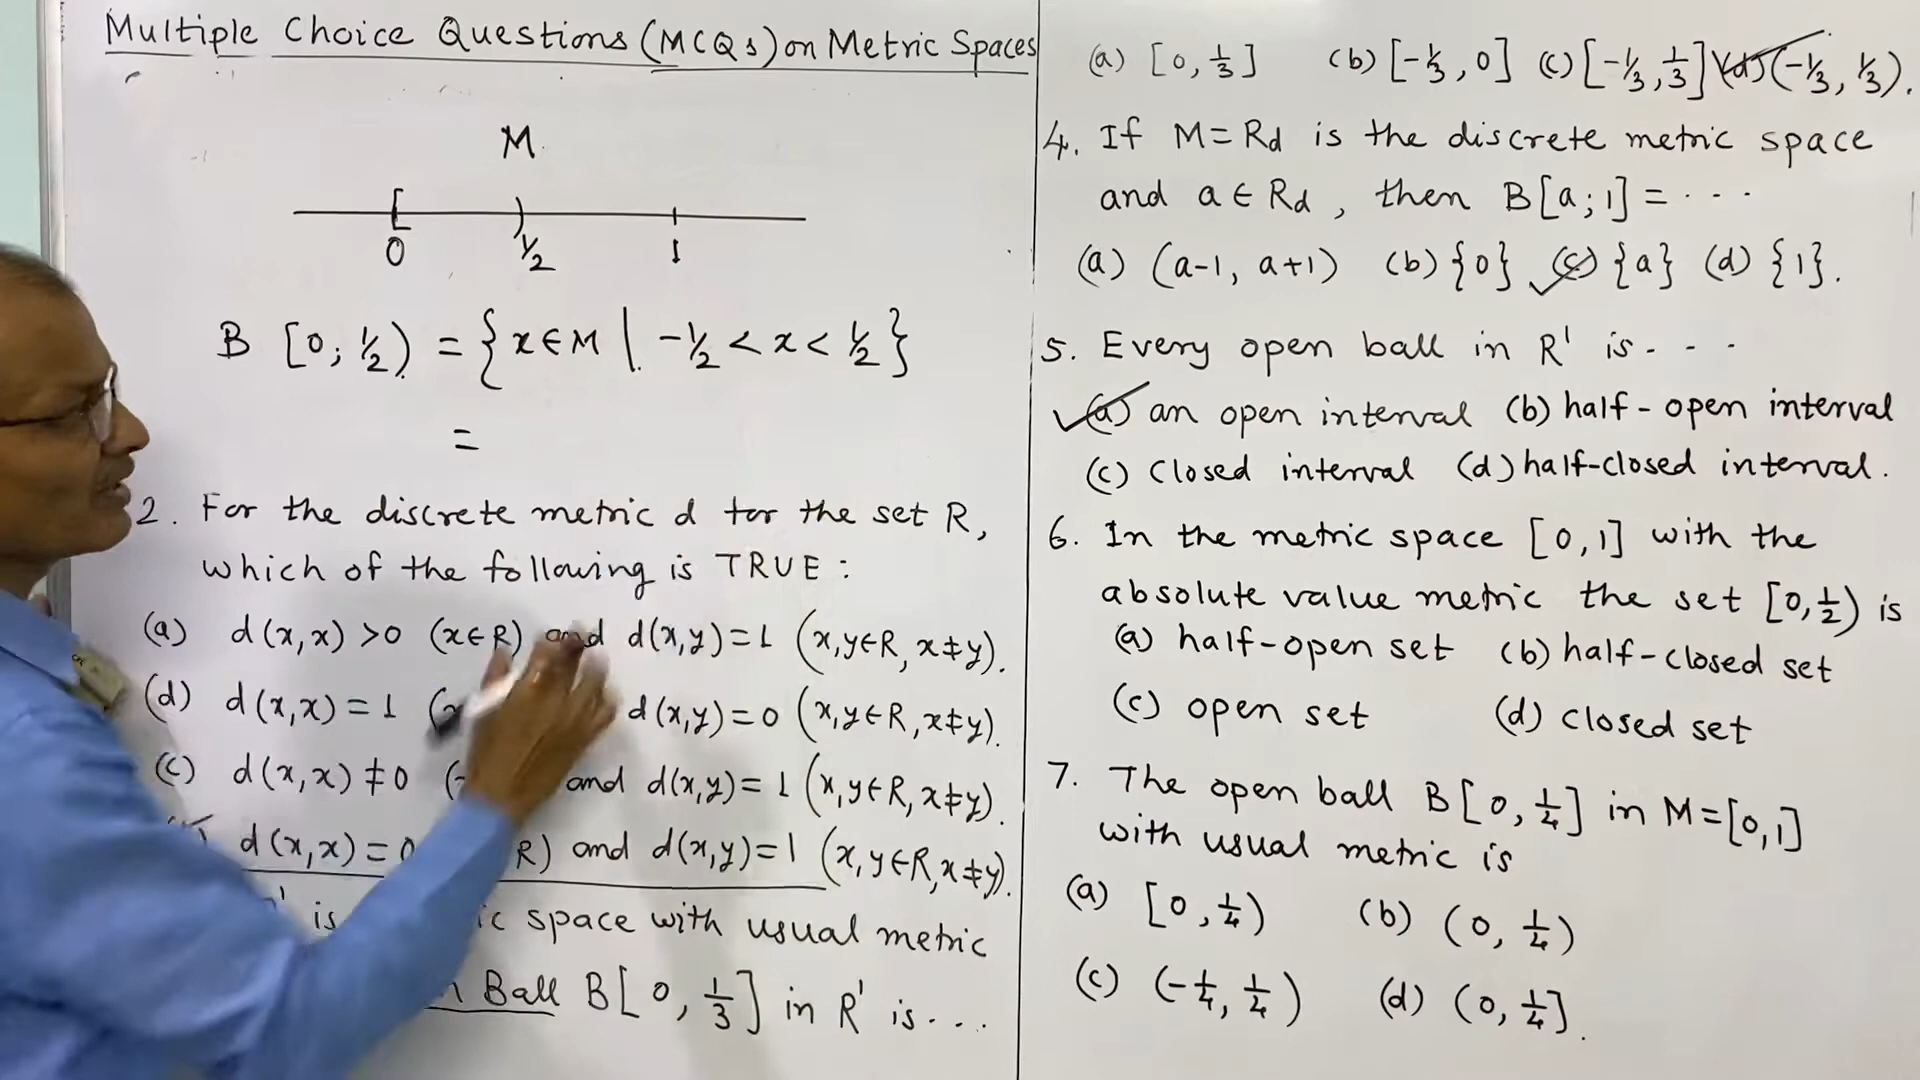 Multiple Choice Questions (MCQs) on Metric Spaces
M
0 1/2 1
B [0; 1/2) = {x ∈ M | -1/2 < x < 1/2}
=
2. For the discrete metric d for the set R,
which of the following is TRUE :
(a) d(x,x) >0 (x∈R) and d(x,y)=1 (x,y∈R, x≠y).
(d) d(x,x)=1 d(x,y)=0 (x,y∈R, x≠y).
(c) d(x,x)≠0 and d(x,y)=1 (x,y∈R, x≠y).
d(x,x)=0 R) and d(x,y)=1 (x,y∈R, x≠y).
is space with usual metric
Ball B[0, 1/3] in R' is...
(a) [0, 1/3] (b) [-1/3, 0] (c) [-1/3, 1/3] (d) (-1/3, 1/3).
4. If M=Rd is the discrete metric space
and a ∈ Rd, then B[a; 1] = ...
(a) (a-1, a+1) (b) {0} (c) {a} (d) {1}.
5. Every open ball in R' is - - -
(a) an open interval (b) half-open interval
(c) closed interval (d) half-closed interval.
6. In the metric space [0,1] with the
absolute value metric the set [0, 1/2) is
(a) half-open set (b) half-closed set
(c) open set (d) closed set
7. The open ball B[0, 1/4] in M=[0,1]
with usual metric is
(a) [0, 1/4) (b) (0, 1/4)
(c) (-1/4, 1/4) (d) (0, 1/4].